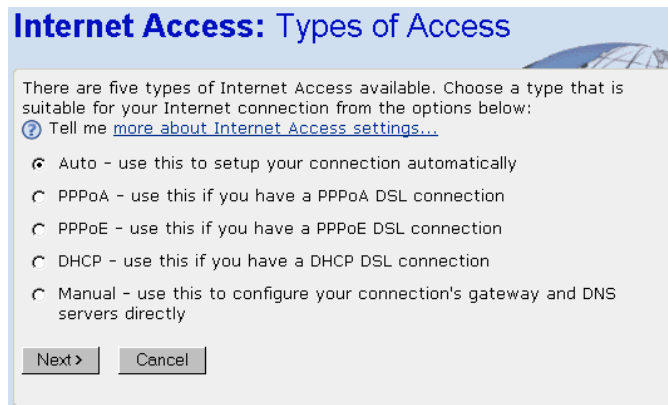 Internet Access: Types of Access
There are five types of Internet Access available. Choose a type that is
suitable for your Internet connection from the options below:
? Tell me more about Internet Access settings...
Auto - use this to setup your connection automatically
PPPoA - use this if you have a PPPoA DSL connection
PPPoE - use this if you have a PPPoE DSL connection
DHCP - use this if you have a DHCP DSL connection
Manual - use this to configure your connection's gateway and DNS
servers directly
Next >
Cancel